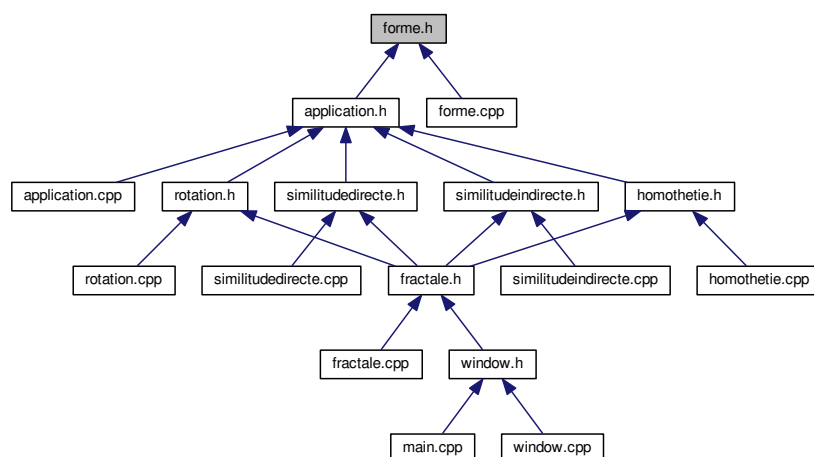 forme.h
application.h
forme.cpp
application.cpp
rotation.h
similitudedirecte.h
similitudeindirecte.h
homothetie.h
rotation.cpp
similitudedirecte.cpp
fractale.h
similitudeindirecte.cpp
homothetie.cpp
fractale.cpp
window.h
main.cpp
window.cpp